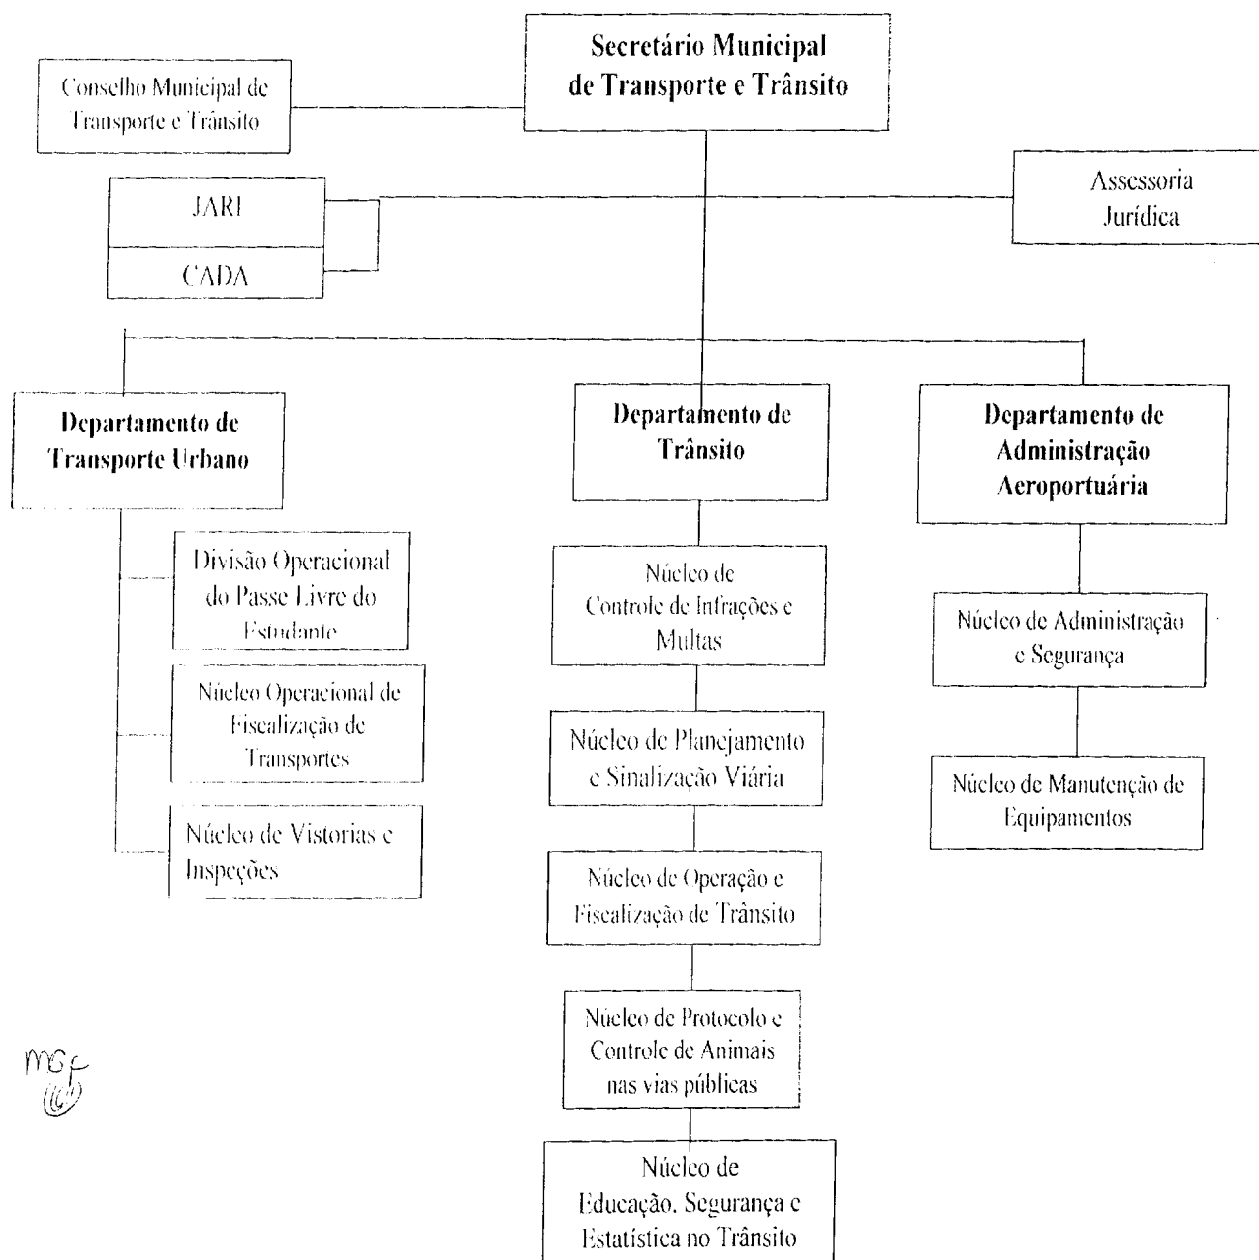 Secretário Municipal
de Transporte e Trânsito
Conselho Municipal de
Transporte e Trânsito
Assessoria
Jurídica
JARI
CADA
Departamento de
Transporte Urbano
Departamento de
Trânsito
Departamento de
Administração
Aeroportuária
Divisão Operacional
do Passe Livre do
Estudante
Núcleo Operacional de
Fiscalização de
Transportes
Núcleo de Vistorias e
Inspeções
Núcleo de
Controle de Infrações e
Multas
Núcleo de Planejamento
e Sinalização Viária
Núcleo de Operação e
Fiscalização de Trânsito
Núcleo de Protocolo e
Controle de Animais
nas vias públicas
Núcleo de
Educação, Segurança e
Estatística no Trânsito
Núcleo de Administração
e Segurança
Núcleo de Manutenção de
Equipamentos